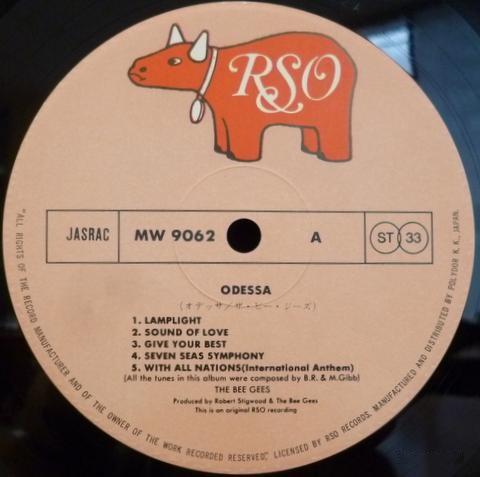 RSO
JASRAC MW 9062 A ST 33
ODESSA
(オデッサ/ザ・ビー・ジーズ)
1. LAMPLIGHT
2. SOUND OF LOVE
3. GIVE YOUR BEST
4. SEVEN SEAS SYMPHONY
5. WITH ALL NATIONS(International Anthem)
(All the tunes in this album were composed by B.R. & M.Gibb)
THE BEE GEES
Produced by Robert Stigwood & The Bee Gees
This is an original RSO recording
"ALL RIGHTS OF THE RECORD MANUFACTURER AND OF THE OWNER OF THE WORK RECORDED RESERVED", LICENSED BY RSO RECORDS, MANUFACTURED AND DISTRIBUTED BY POLYDOR K. K., JAPAN.